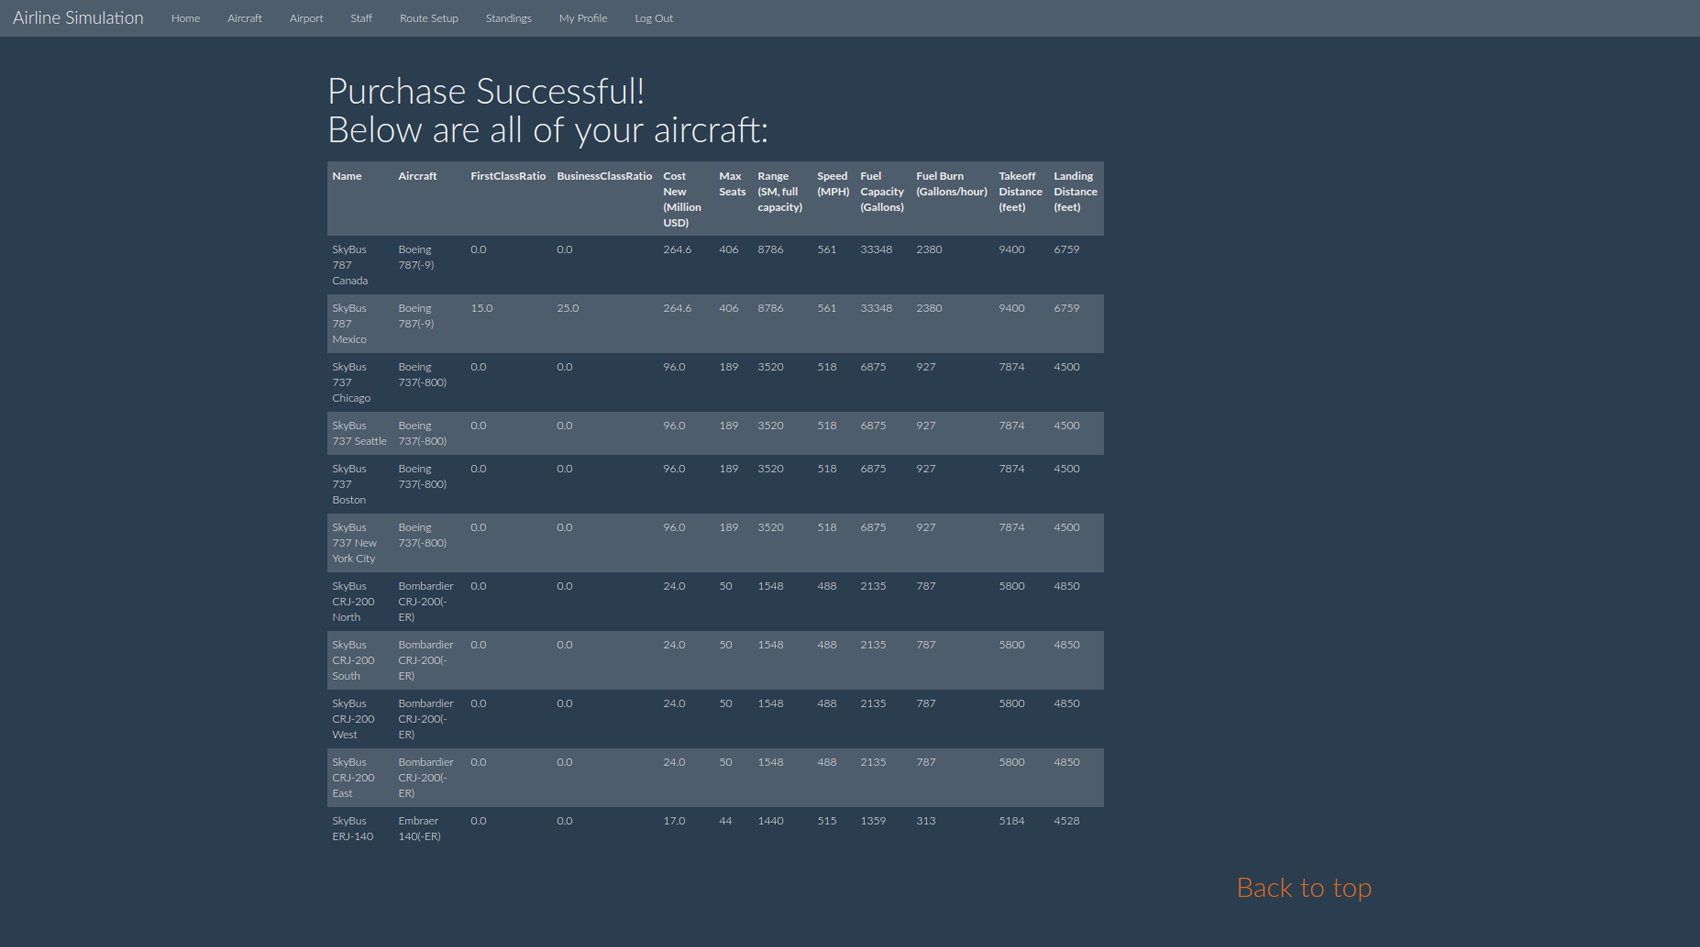 Airline Simulation Home Aircraft Airport Staff Route Setup Standings My Profile Log Out
Purchase Successful!
Below are all of your aircraft:
Name Aircraft FirstClassRatio BusinessClassRatio Cost New (Million USD) Max Seats Range (SM, full capacity) Speed (MPH) Fuel Capacity (Gallons) Fuel Burn (Gallons/hour) Takeoff Distance (feet) Landing Distance (feet)
SkyBus 787 Canada Boeing 787(-9) 0.0 0.0 264.6 406 8786 561 33348 2380 9400 6759
SkyBus 787 Mexico Boeing 787(-9) 15.0 25.0 264.6 406 8786 561 33348 2380 9400 6759
SkyBus 737 Chicago Boeing 737(-800) 0.0 0.0 96.0 189 3520 518 6875 927 7874 4500
SkyBus 737 Seattle Boeing 737(-800) 0.0 0.0 96.0 189 3520 518 6875 927 7874 4500
SkyBus 737 Boston Boeing 737(-800) 0.0 0.0 96.0 189 3520 518 6875 927 7874 4500
SkyBus 737 New York City Boeing 737(-800) 0.0 0.0 96.0 189 3520 518 6875 927 7874 4500
SkyBus CRJ-200 North Bombardier CRJ-200(-ER) 0.0 0.0 24.0 50 1548 488 2135 787 5800 4850
SkyBus CRJ-200 South Bombardier CRJ-200(-ER) 0.0 0.0 24.0 50 1548 488 2135 787 5800 4850
SkyBus CRJ-200 West Bombardier CRJ-200(-ER) 0.0 0.0 24.0 50 1548 488 2135 787 5800 4850
SkyBus CRJ-200 East Bombardier CRJ-200(-ER) 0.0 0.0 24.0 50 1548 488 2135 787 5800 4850
SkyBus ERJ-140 Embraer 140(-ER) 0.0 0.0 17.0 44 1440 515 1359 313 5184 4528
Back to top